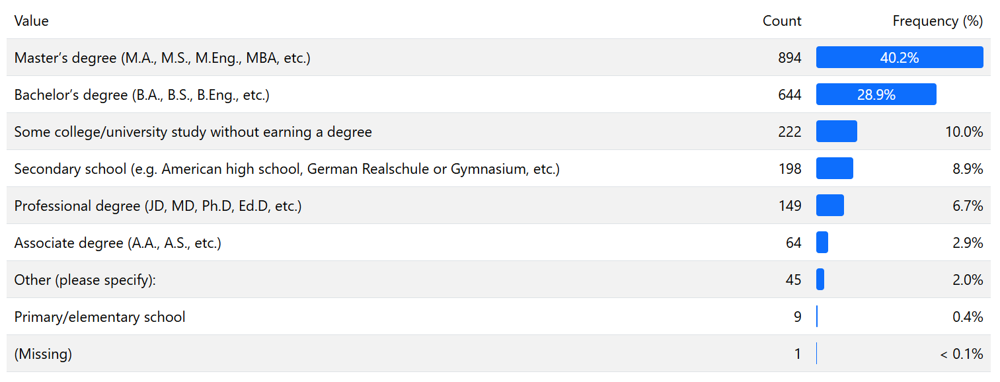 Value Count Frequency (%)
Master’s degree (M.A., M.S., M.Eng., MBA, etc.) 894 40.2%
Bachelor’s degree (B.A., B.S., B.Eng., etc.) 644 28.9%
Some college/university study without earning a degree 222 10.0%
Secondary school (e.g. American high school, German Realschule or Gymnasium, etc.) 198 8.9%
Professional degree (JD, MD, Ph.D, Ed.D, etc.) 149 6.7%
Associate degree (A.A., A.S., etc.) 64 2.9%
Other (please specify): 45 2.0%
Primary/elementary school 9 0.4%
(Missing) 1 < 0.1%